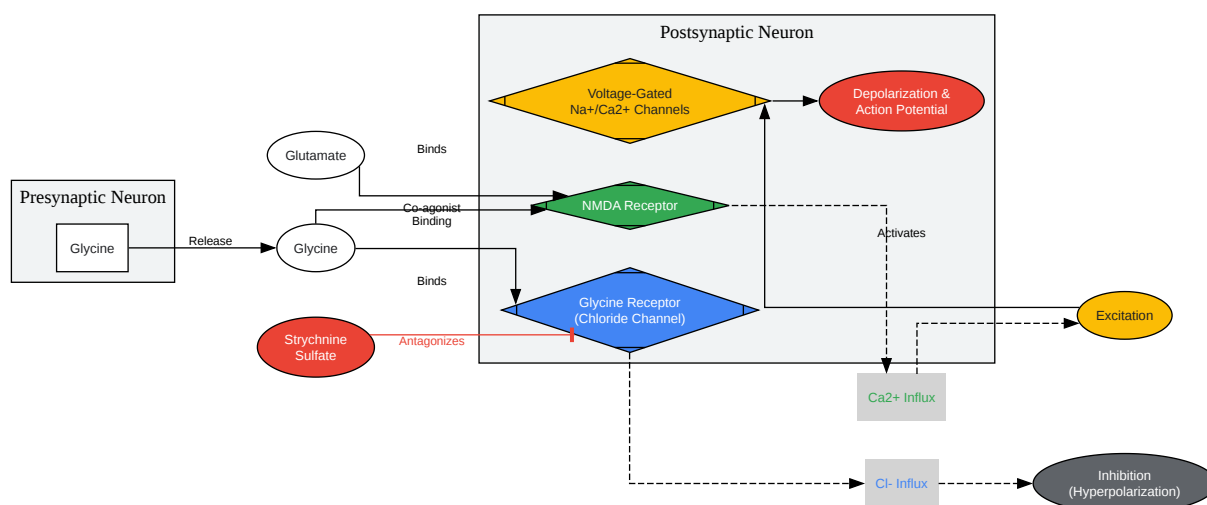 Postsynaptic Neuron
Voltage-Gated
Na+/Ca2+ Channels
Depolarization &
Action Potential
Glutamate
Binds
Presynaptic Neuron
NMDA Receptor
Co-agonist
Binding
Glycine
Release
Glycine
Activates
Binds
Glycine Receptor
(Chloride Channel)
Excitation
Strychnine
Sulfate
Antagonizes
Ca2+ Influx
Cl- Influx
Inhibition
(Hyperpolarization)